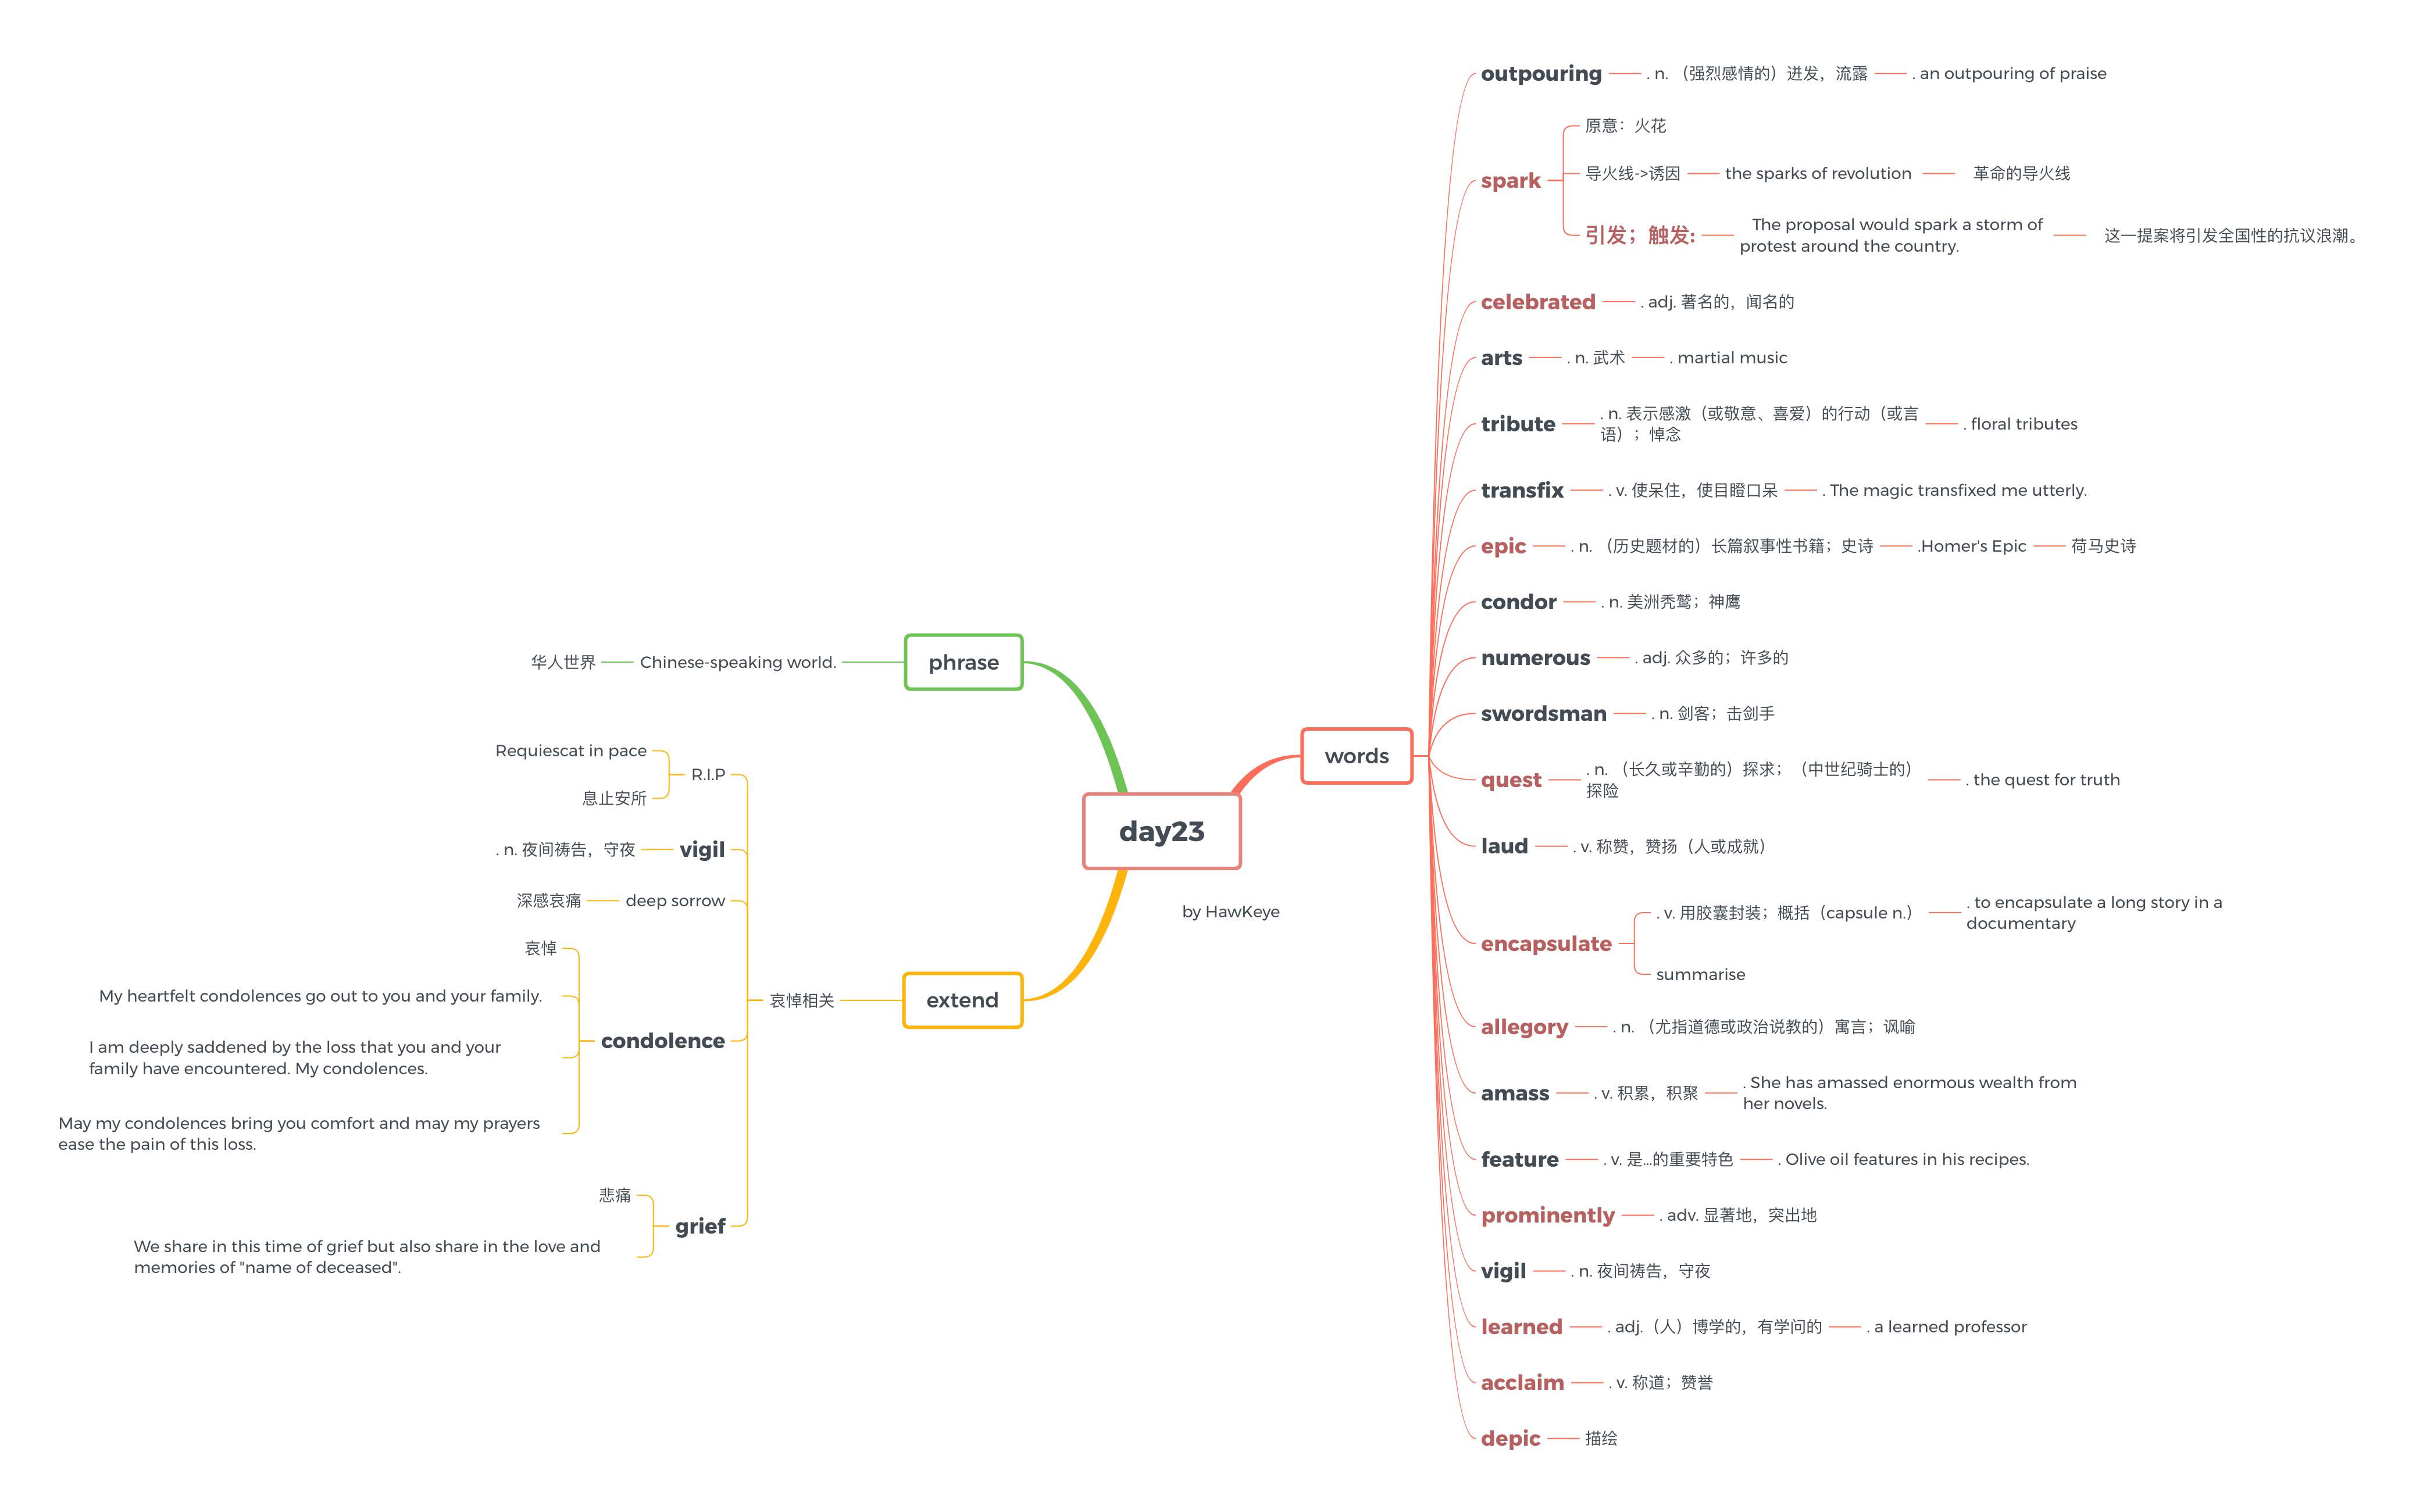 day23
by HawKeye
words
outpouring
. n. （强烈感情的）迸发，流露
. an outpouring of praise
spark
原意：火花
导火线->诱因
the sparks of revolution
革命的导火线
引发；触发:
The proposal would spark a storm of
protest around the country.
这一提案将引发全国性的抗议浪潮。
celebrated
. adj. 著名的，闻名的
arts
. n. 武术
. martial music
tribute
. n. 表示感激（或敬意、喜爱）的行动（或言
语）；悼念
. floral tributes
transfix
. v. 使呆住，使目瞪口呆
. The magic transfixed me utterly.
epic
. n. （历史题材的）长篇叙事性书籍；史诗
.Homer's Epic
荷马史诗
condor
. n. 美洲秃鹫；神鹰
numerous
. adj. 众多的；许多的
swordsman
. n. 剑客；击剑手
quest
. n. （长久或辛勤的）探求；（中世纪骑士的）
探险
. the quest for truth
laud
. v. 称赞，赞扬（人或成就）
encapsulate
. v. 用胶囊封装；概括（capsule n.）
. to encapsulate a long story in a
documentary
summarise
allegory
. n. （尤指道德或政治说教的）寓言；讽喻
amass
. v. 积累，积聚
. She has amassed enormous wealth from
her novels.
feature
. v. 是...的重要特色
. Olive oil features in his recipes.
prominently
. adv. 显著地，突出地
vigil
. n. 夜间祷告，守夜
learned
. adj.（人）博学的，有学问的
. a learned professor
acclaim
. v. 称道；赞誉
depic
描绘
phrase
Chinese-speaking world.
华人世界
extend
哀悼相关
R.I.P
Requiescat in pace
息止安所
vigil
. n. 夜间祷告，守夜
deep sorrow
深感哀痛
condolence
哀悼
My heartfelt condolences go out to you and your family.
I am deeply saddened by the loss that you and your
family have encountered. My condolences.
May my condolences bring you comfort and may my prayers
ease the pain of this loss.
grief
悲痛
We share in this time of grief but also share in the love and
memories of "name of deceased".